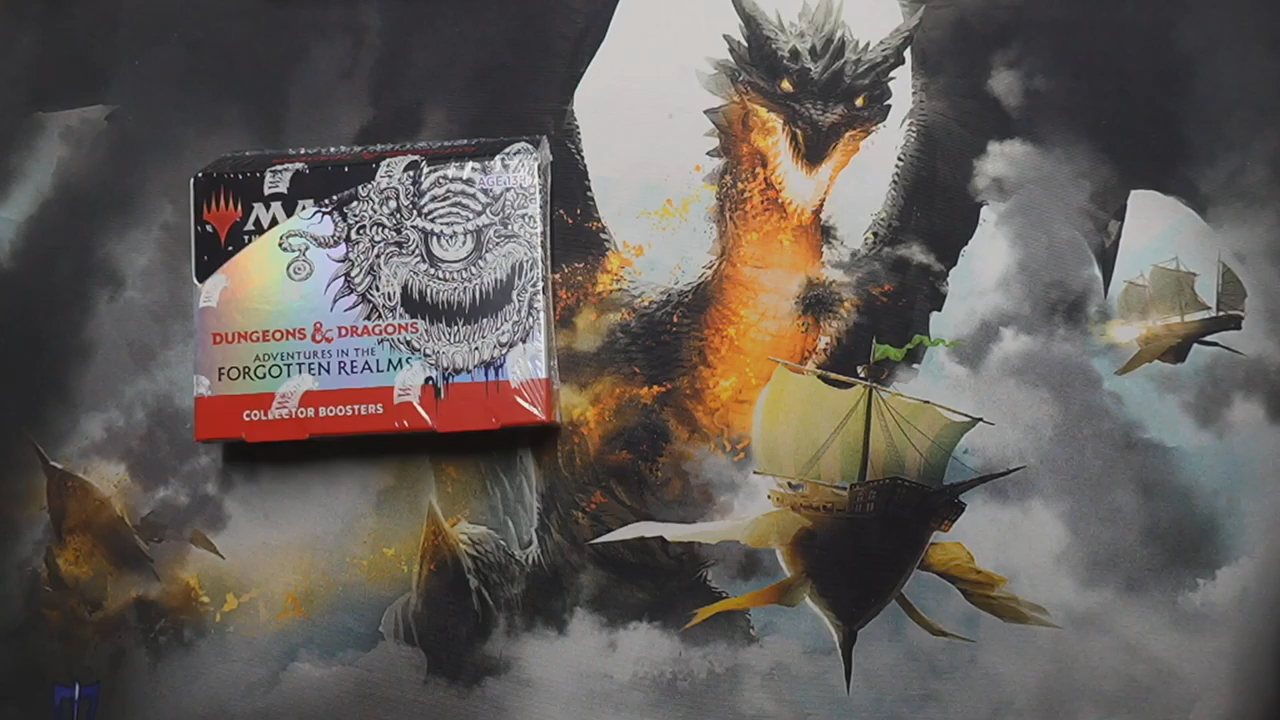 AGE 13+
DUNGEONS & DRAGONS
ADVENTURES IN THE
FORGOTTEN REALMS
COLLECTOR BOOSTERS